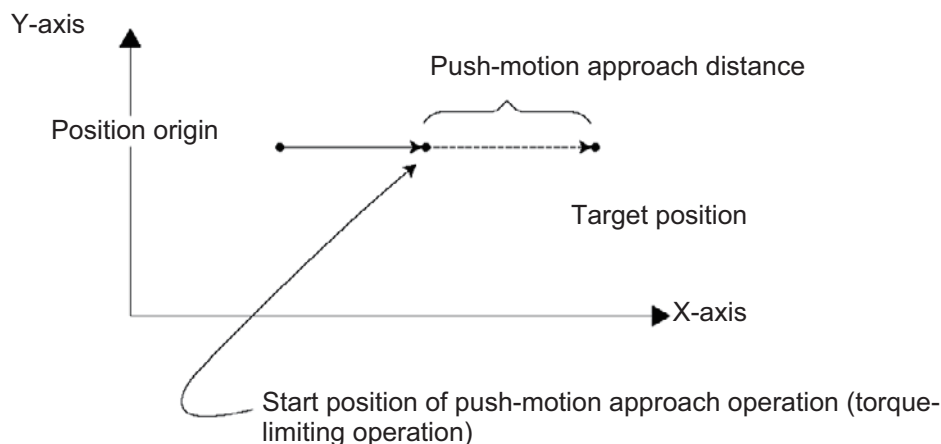 Y-axis
Push-motion approach distance
Position origin
Target position
X-axis
Start position of push-motion approach operation (torque-
limiting operation)